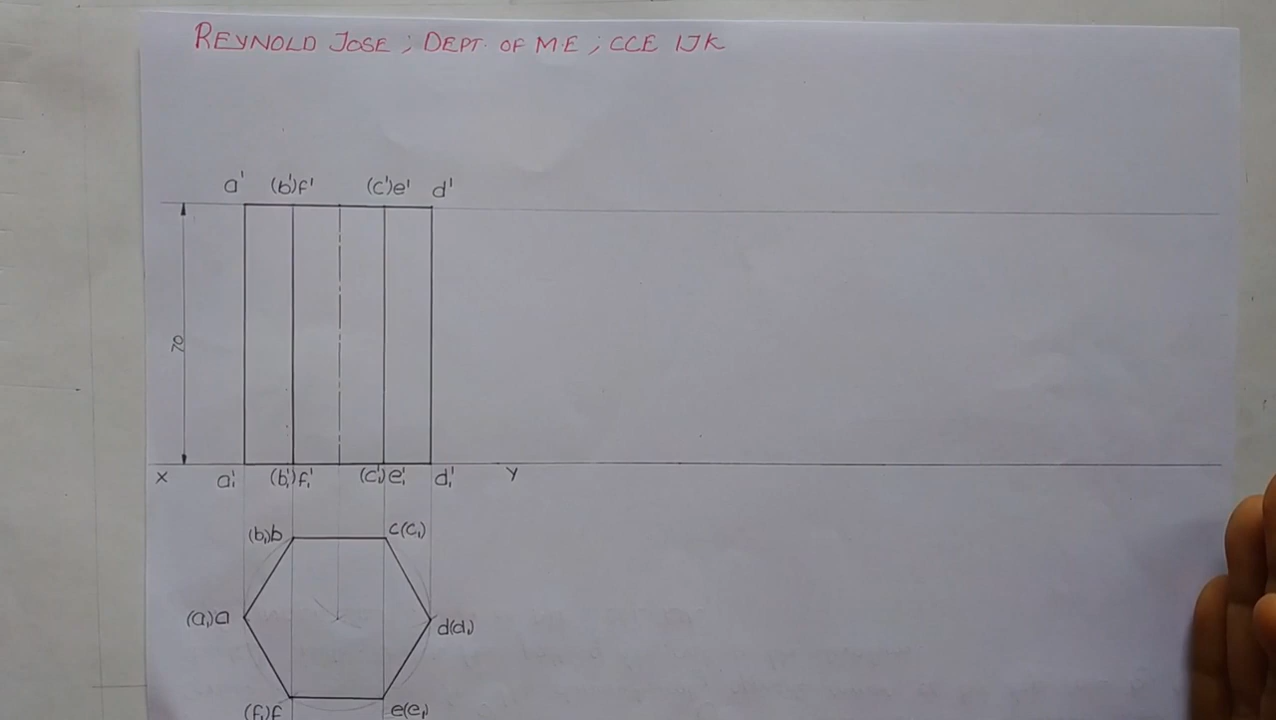 REYNOLD JOSE ; DEPT. OF M.E ; CCE IJK
a' (b')f' (c')e' d'
70
X a₁' (b₁')f₁' (c₁')e₁' d₁' Y
(b₁)b c(c₁)
(a₁)a d(d₁)
(f₁)f e(e₁)